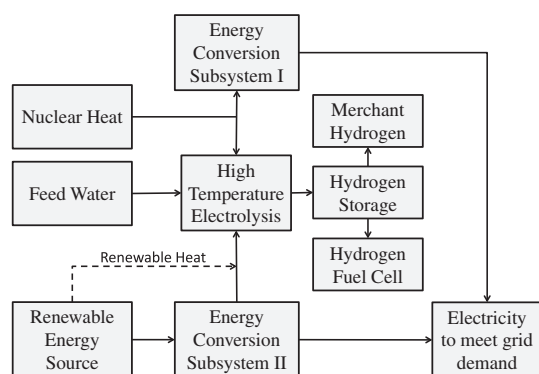 Energy
Conversion
Subsystem I
Nuclear Heat
Merchant
Hydrogen
Feed Water
High
Temperature
Electrolysis
Hydrogen
Storage
Renewable Heat
Hydrogen
Fuel Cell
Renewable
Energy
Source
Energy
Conversion
Subsystem II
Electricity
to meet grid
demand